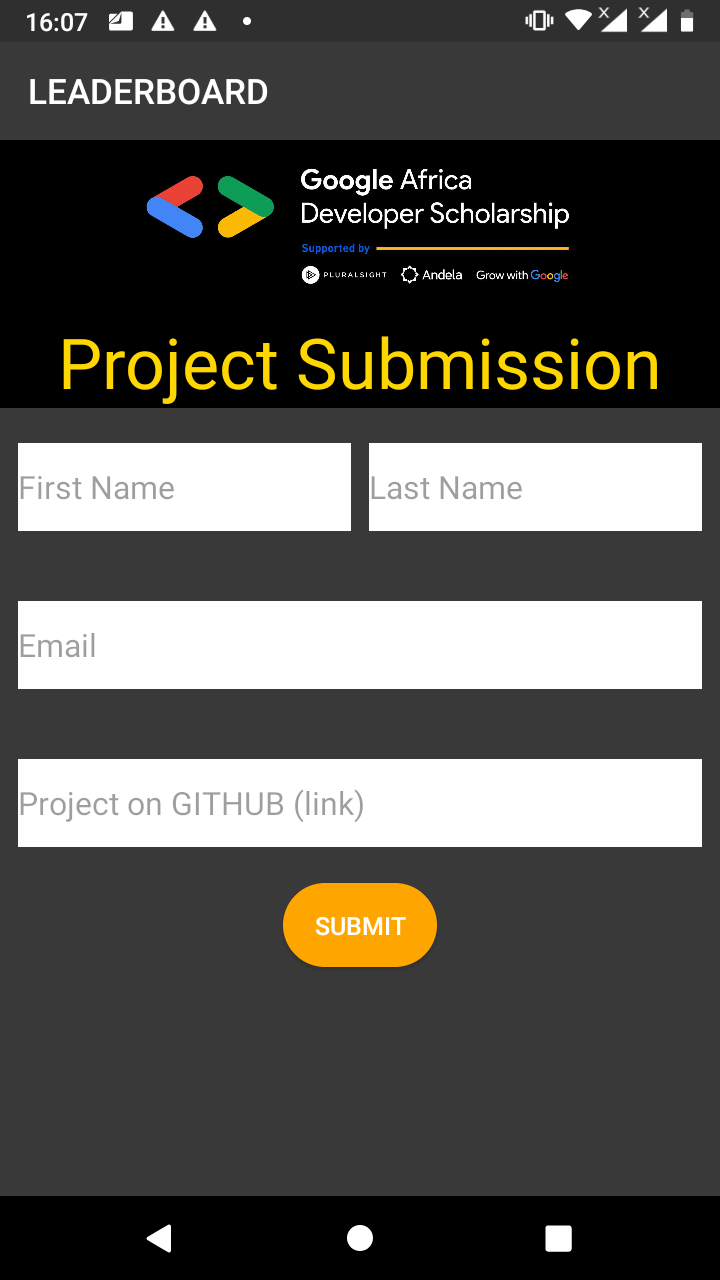 16:07
LEADERBOARD
Google Africa
Developer Scholarship
Supported by
PLURALSIGHT Andela Grow with Google
Project Submission
First Name Last Name
Email
Project on GITHUB (link)
SUBMIT